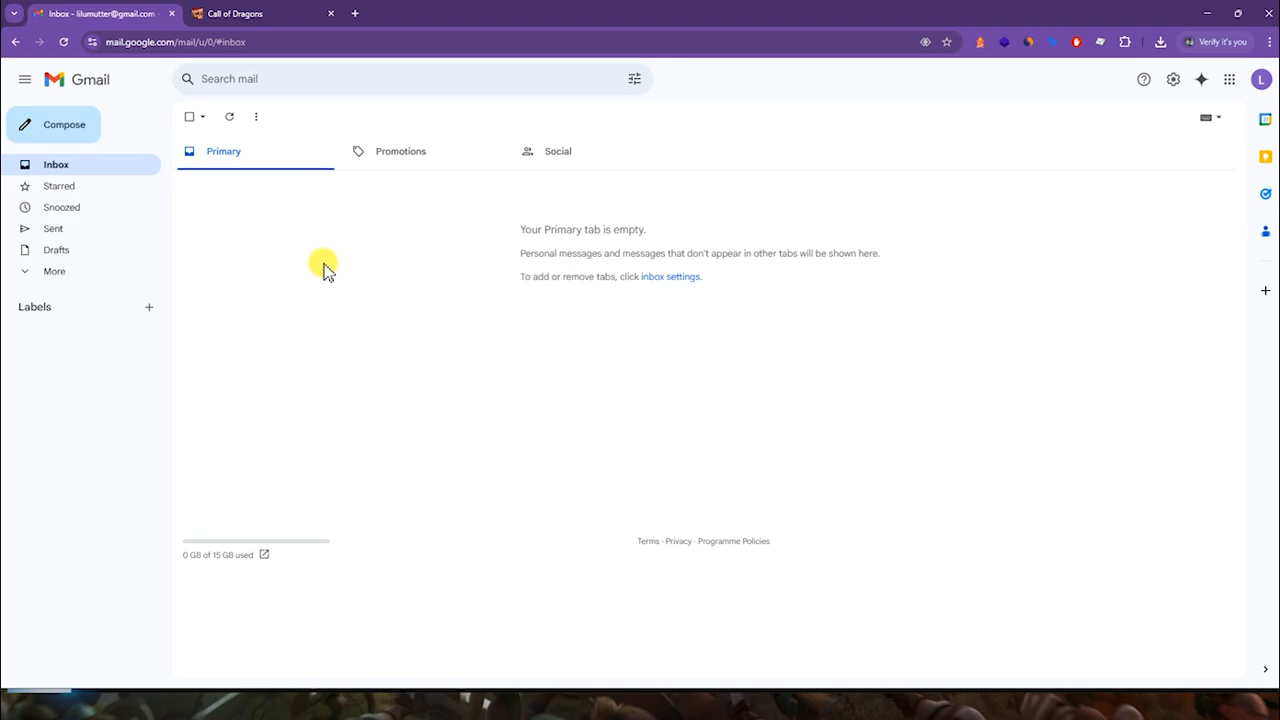 Inbox - lilumutter@gmail.com
Call of Dragons
mail.google.com/mail/u/0/#inbox
Verify it's you
Gmail
Search mail
L
Compose
Inbox
Starred
Snoozed
Sent
Drafts
More
Labels
Primary
Promotions
Social
Your Primary tab is empty.
Personal messages and messages that don't appear in other tabs will be shown here.
To add or remove tabs, click inbox settings.
0 GB of 15 GB used
Terms · Privacy · Programme Policies